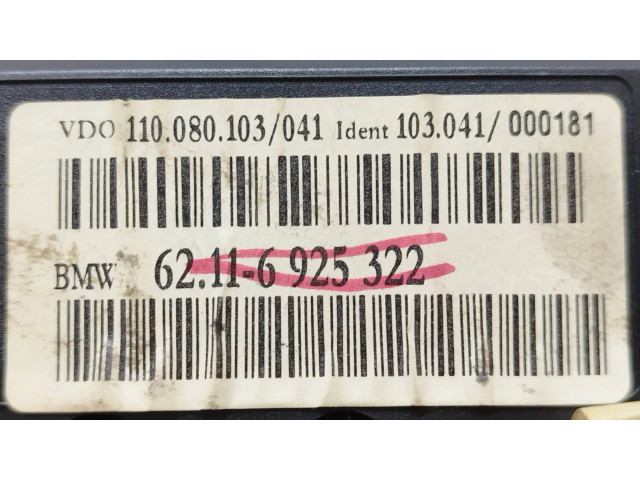 VDO 110.080.103/041 Ident 103.041/ 000181
BMW 62.11-6 925 322